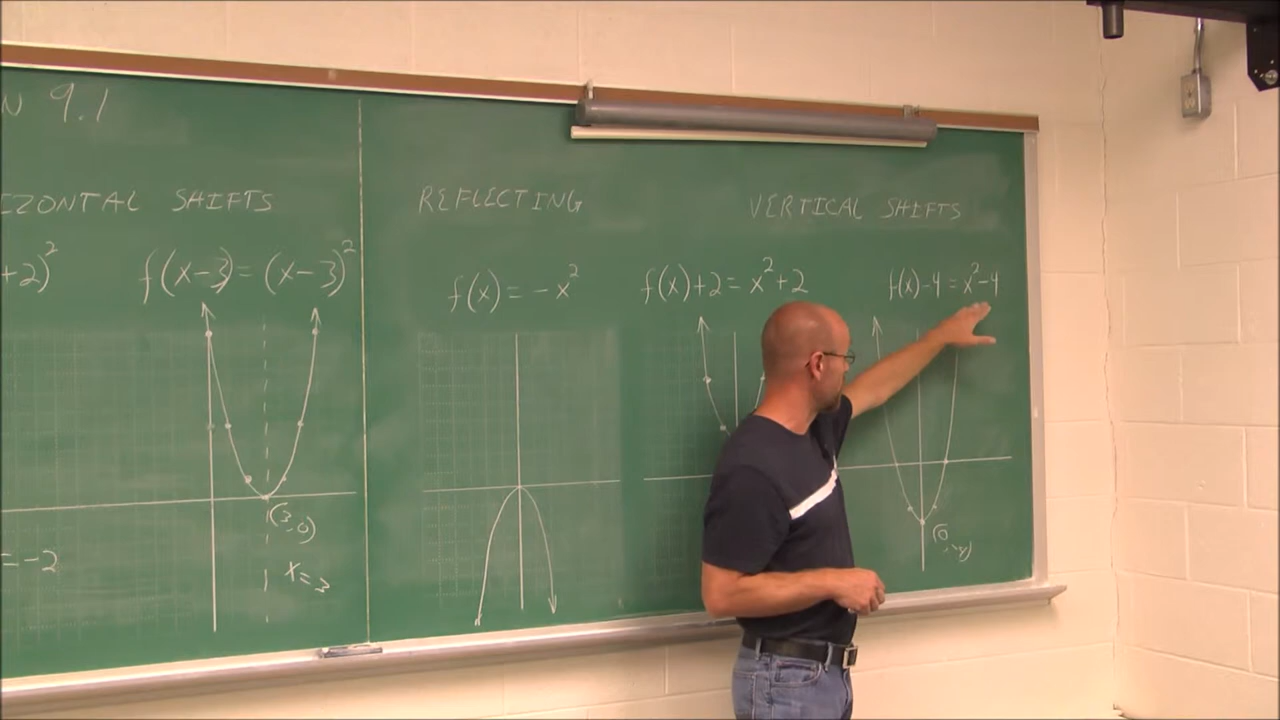 N 9.1
IZONTAL SHIFTS
REFLECTING
VERTICAL SHIFTS
+2)²
f(x-3)=(x-3)²
f(x)=-x²
f(x)+2=x²+2
f(x)-4=x²-4
(3,0)
x=3
=-2
(0,-4)